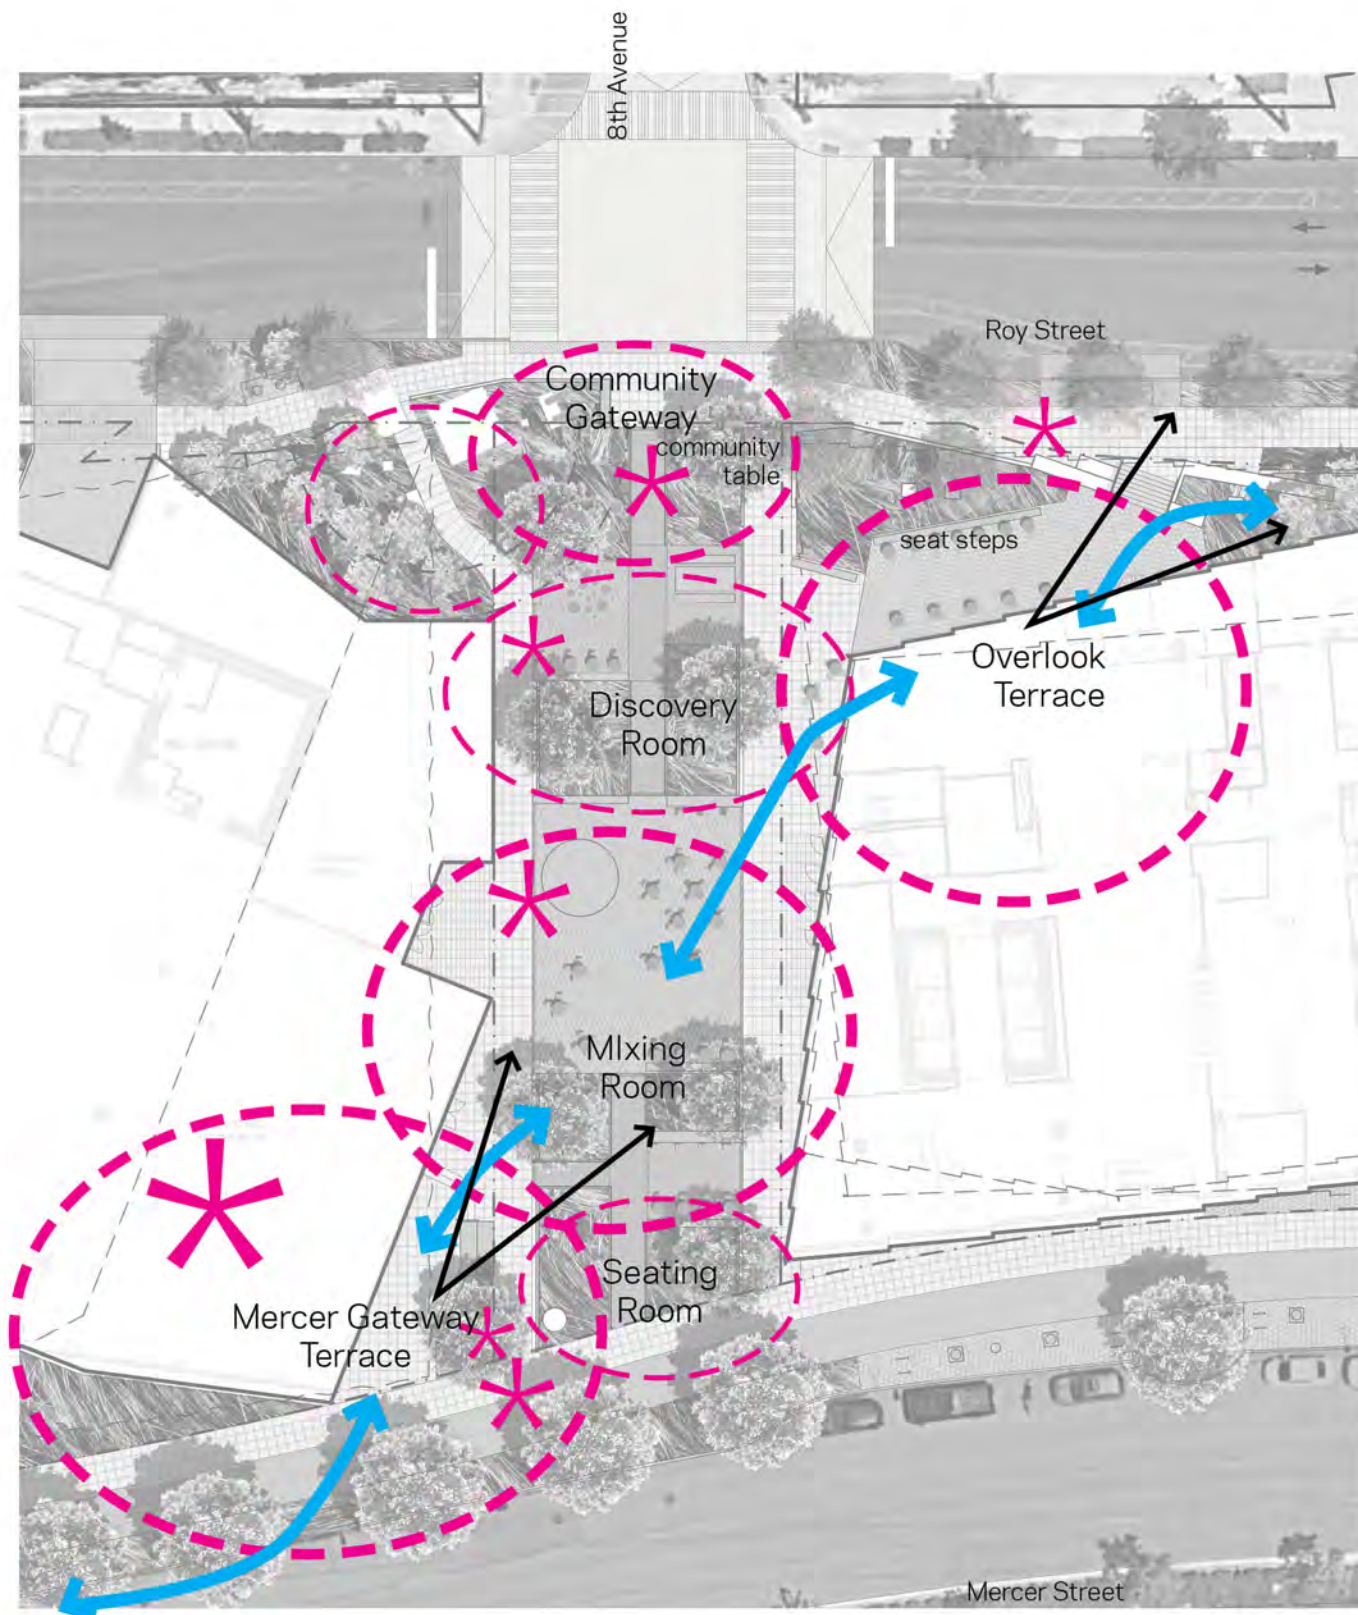 8th Avenue
Roy Street
Community
Gateway
community
table
seat steps
Overlook
Terrace
Discovery
Room
MIxing
Room
Seating
Room
Mercer Gateway
Terrace
Mercer Street